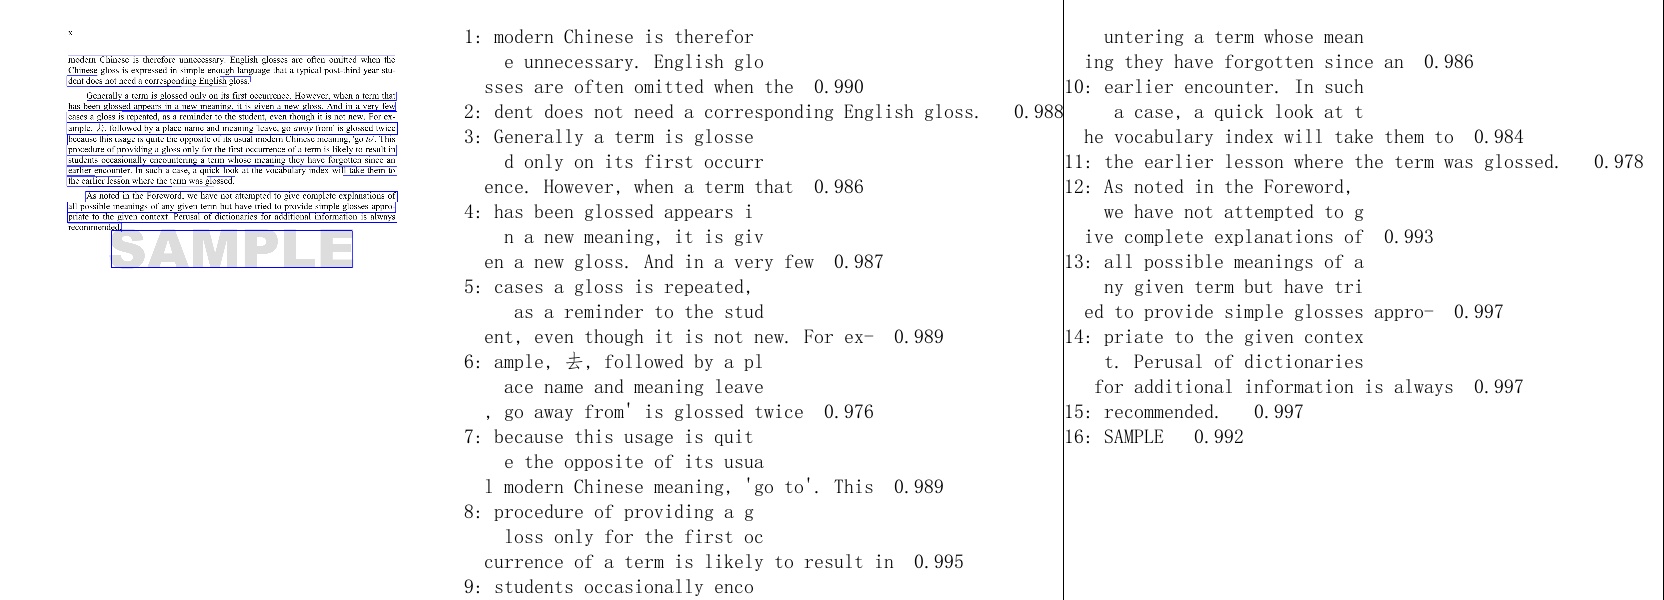 x
modern Chinese is therefore unnecessary. English glosses are often omitted when the
Chinese gloss is expressed in simple enough language that a typical post-third year stu-
dent does not need a corresponding English gloss.
Generally a term is glossed only on its first occurrence. However, when a term that
has been glossed appears in a new meaning, it is given a new gloss. And in a very few
cases a gloss is repeated, as a reminder to the student, even though it is not new. For ex-
ample, 去, followed by a place name and meaning leave, go away from' is glossed twice
because this usage is quite the opposite of its usual modern Chinese meaning, 'go to'. This
procedure of providing a gloss only for the first occurrence of a term is likely to result in
students occasionally encountering a term whose meaning they have forgotten since an
earlier encounter. In such a case, a quick look at the vocabulary index will take them to
the earlier lesson where the term was glossed.
As noted in the Foreword, we have not attempted to give complete explanations of
all possible meanings of any given term but have tried to provide simple glosses appro-
priate to the given context. Perusal of dictionaries for additional information is always
recommended.
SAMPLE
1: modern Chinese is therefor
e unnecessary. English glo
sses are often omitted when the 0.990
2: dent does not need a corresponding English gloss. 0.988
3: Generally a term is glosse
d only on its first occurr
ence. However, when a term that 0.986
4: has been glossed appears i
n a new meaning, it is giv
en a new gloss. And in a very few 0.987
5: cases a gloss is repeated,
as a reminder to the stud
ent, even though it is not new. For ex- 0.989
6: ample, 去, followed by a pl
ace name and meaning leave
, go away from' is glossed twice 0.976
7: because this usage is quit
e the opposite of its usua
l modern Chinese meaning, 'go to'. This 0.989
8: procedure of providing a g
loss only for the first oc
currence of a term is likely to result in 0.995
9: students occasionally enco
untering a term whose mean
ing they have forgotten since an 0.986
10: earlier encounter. In such
a case, a quick look at t
he vocabulary index will take them to 0.984
11: the earlier lesson where the term was glossed. 0.978
12: As noted in the Foreword,
we have not attempted to g
ive complete explanations of 0.993
13: all possible meanings of a
ny given term but have tri
ed to provide simple glosses appro- 0.997
14: priate to the given contex
t. Perusal of dictionaries
for additional information is always 0.997
15: recommended. 0.997
16: SAMPLE 0.992